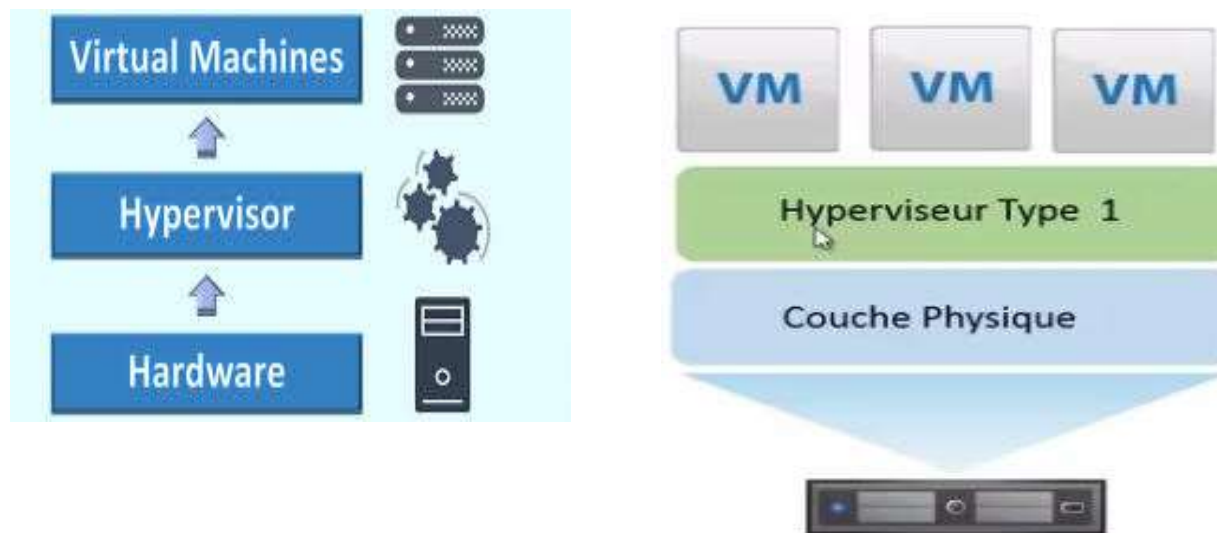 Virtual Machines
Hypervisor
Hardware
VM VM VM
Hyperviseur Type 1
Couche Physique